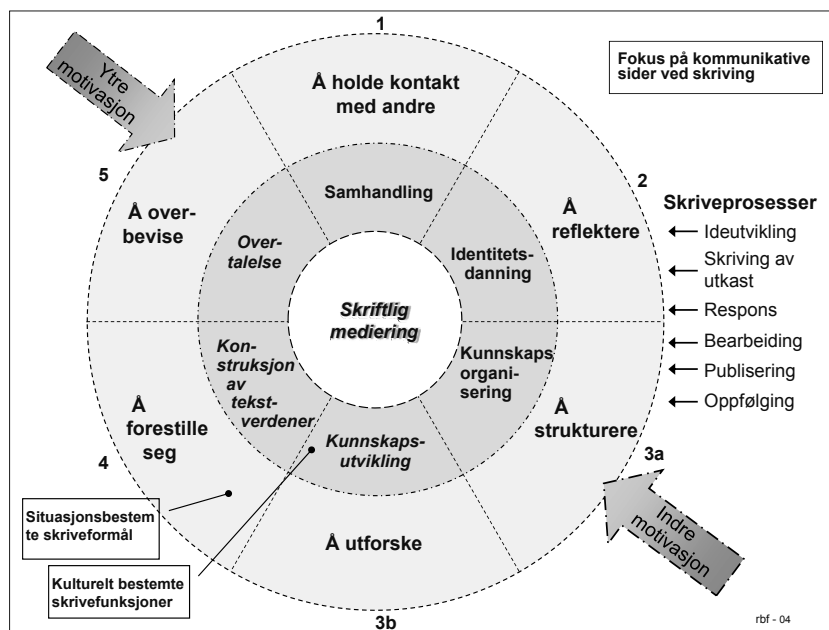 1
Fokus på kommunikative
sider ved skriving
Ytre
motivasjon
Å holde kontakt
med andre
5
2
Skriveprosesser
Å over-
bevise
Samhandling
Å
reflektere
Ideutvikling
Skriving av
utkast
Over-
talelse
Identitets-
danning
Skriftlig
mediering
Respons
Bearbeiding
Publisering
Oppfølging
Kon-
struksjon
av
tekst-
verdener
Kunnskaps
organi-
sering
Å
forestille
seg
Å
strukturere
4
Kunnskaps-
utvikling
3a
Situasjonsbestem
te skriveformål
Å utforske
Indre
motivasjon
Kulturelt bestemte
skrivefunksjoner
3b
rbf - 04